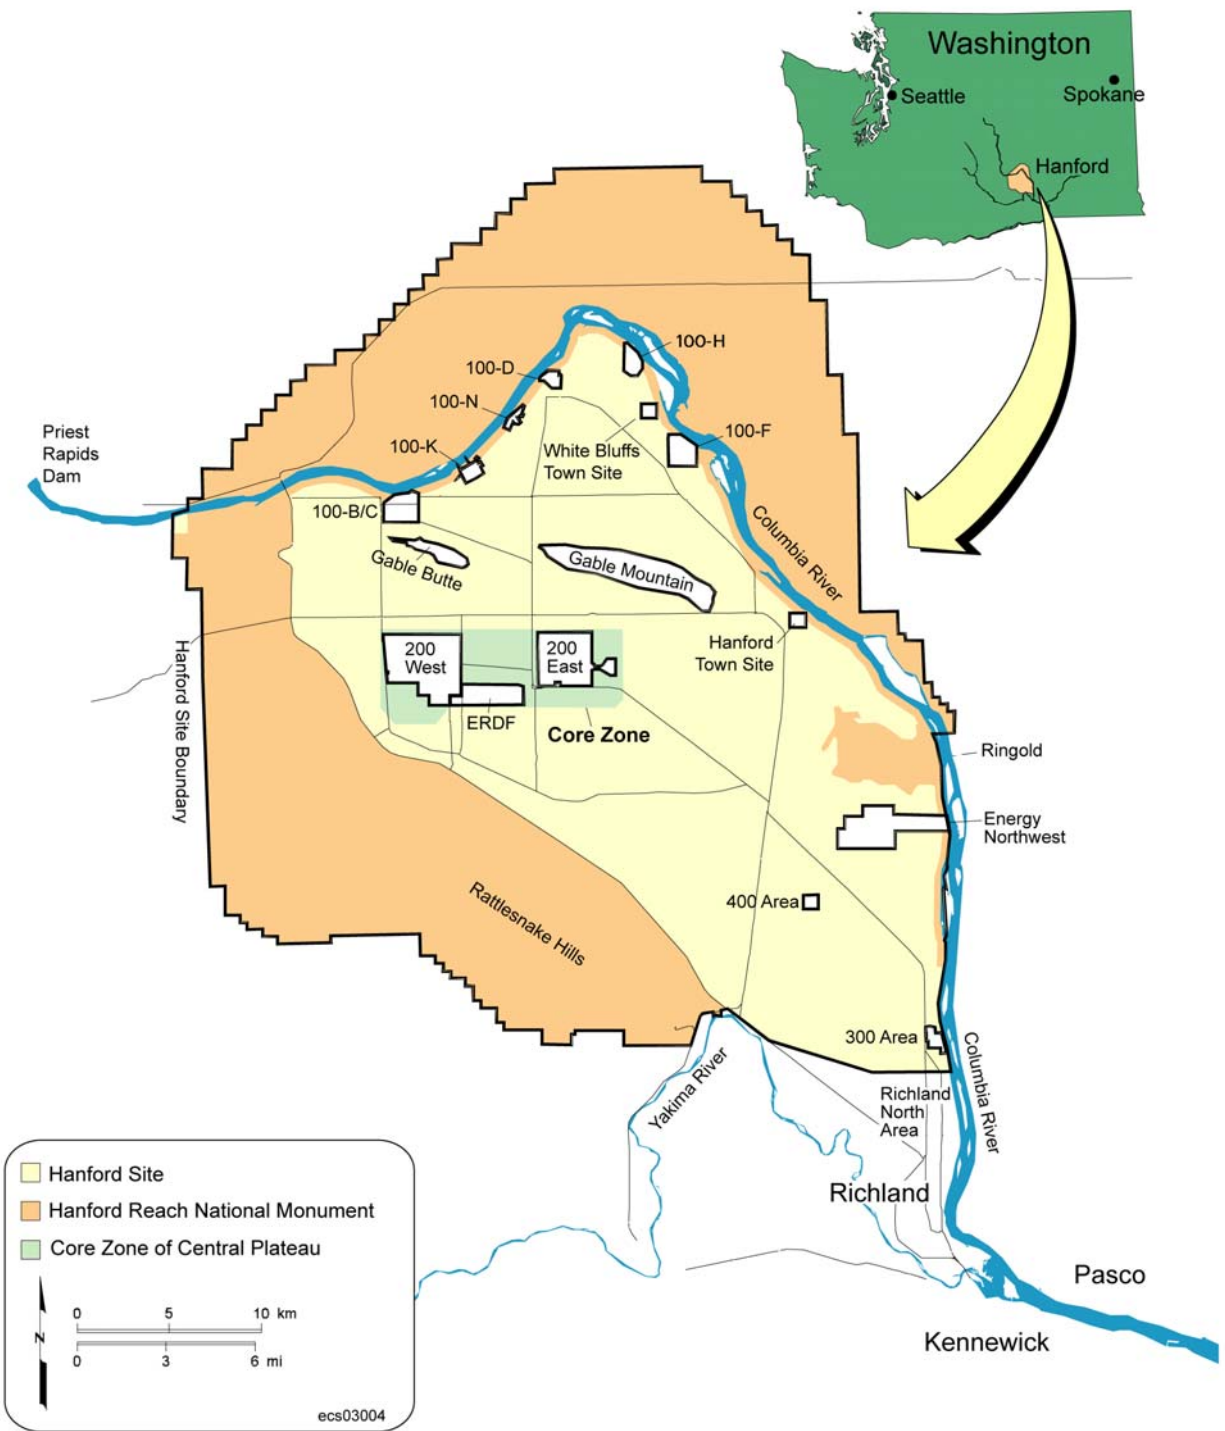 Washington
Seattle
Spokane
Hanford
100-H
100-D
100-N
100-F
100-K
White Bluffs
Town Site
Priest
Rapids
Dam
100-B/C
Columbia River
Gable Butte
Gable Mountain
Hanford
Town Site
200
West
200
East
ERDF
Core Zone
Hanford Site Boundary
Ringold
Energy
Northwest
400 Area
Rattlesnake Hills
300 Area
Columbia River
Yakima River
Richland
North
Area
Richland
Pasco
Kennewick
Hanford Site
Hanford Reach National Monument
Core Zone of Central Plateau
N
0 5 10 km
0 3 6 mi
ecs03004